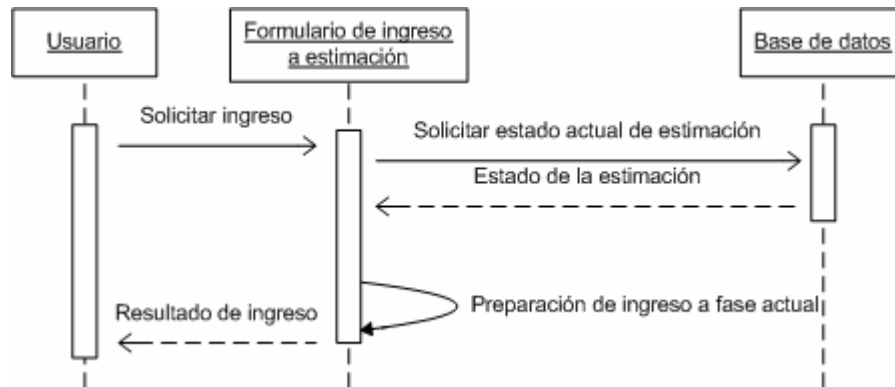 Usuario
Formulario de ingreso
a estimación
Base de datos
Solicitar ingreso
Solicitar estado actual de estimación
Estado de la estimación
Preparación de ingreso a fase actual
Resultado de ingreso